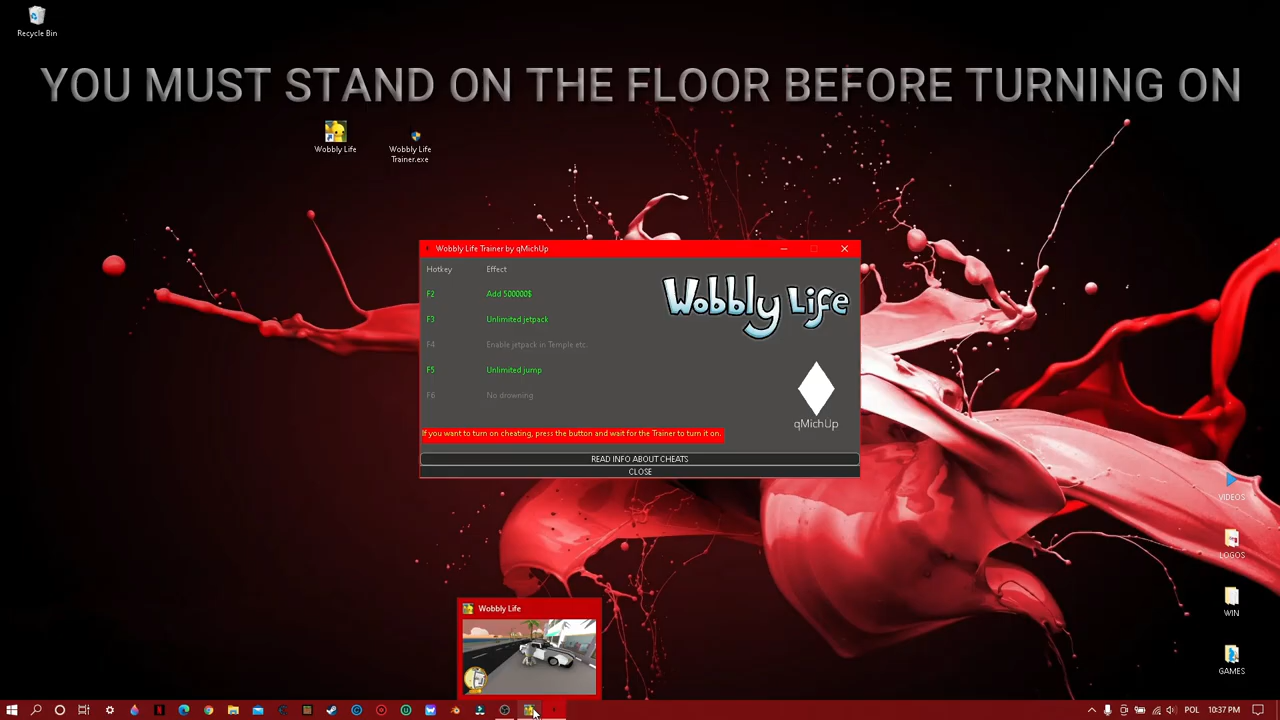 Recycle Bin
YOU MUST STAND ON THE FLOOR BEFORE TURNING ON
Wobbly Life
Wobbly Life
Trainer.exe
Wobbly Life Trainer by qMichUp
Hotkey Effect
F2 Add 500000$
F3 Unlimited jetpack
F4 Enable jetpack in Temple etc.
F5 Unlimited jump
F6 No drowning
Wobbly Life
qMichUp
If you want to turn on cheating, press the button and wait for the Trainer to turn it on.
READ INFO ABOUT CHEATS
CLOSE
VIDEOS
LOGOS
WIN
GAMES
Wobbly Life
POL 10:37 PM